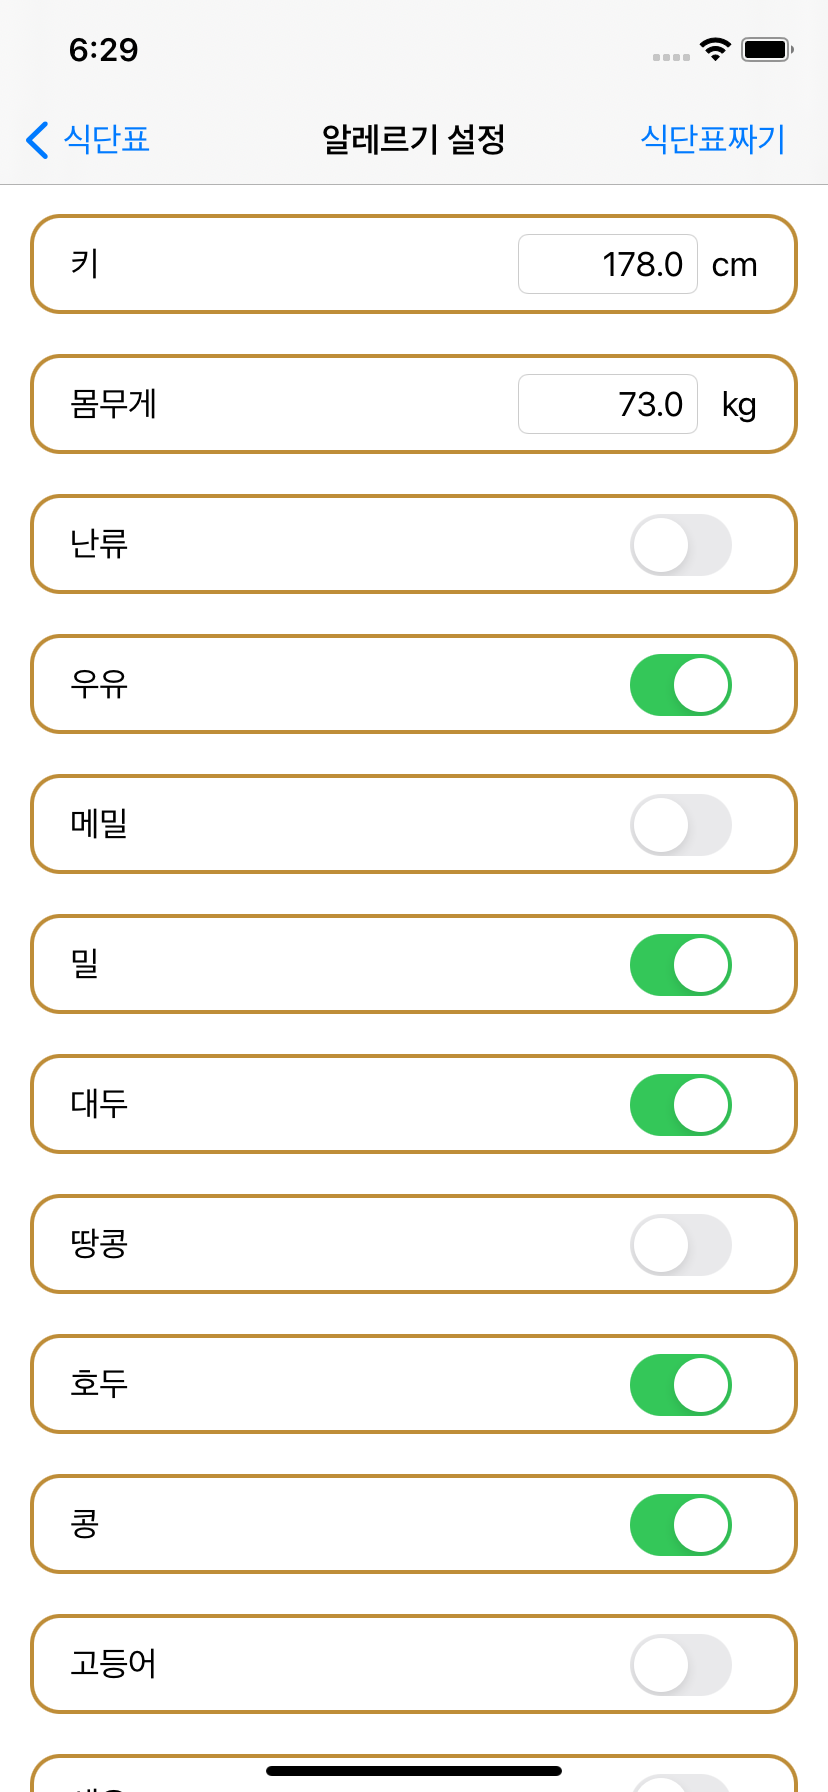 6:29
식단표
알레르기 설정
식단표짜기
키 178.0 cm
몸무게 73.0 kg
난류
우유
메밀
밀
대두
땅콩
호두
콩
고등어